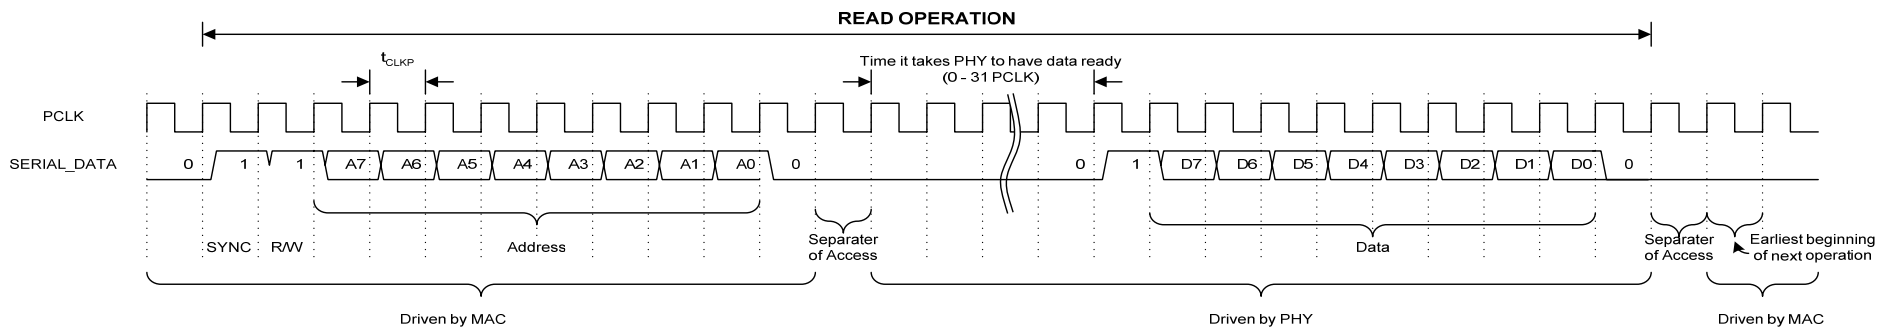 READ OPERATION
tCLKP
Time it takes PHY to have data ready
(0 - 31 PCLK)
PCLK
SERIAL_DATA
0 1 1 A7 A6 A5 A4 A3 A2 A1 A0 0 0 1 D7 D6 D5 D4 D3 D2 D1 D0 0
SYNC R/W Address
Separater
of Access
Data
Separater
of Access
Earliest beginning
of next operation
Driven by MAC
Driven by PHY
Driven by MAC